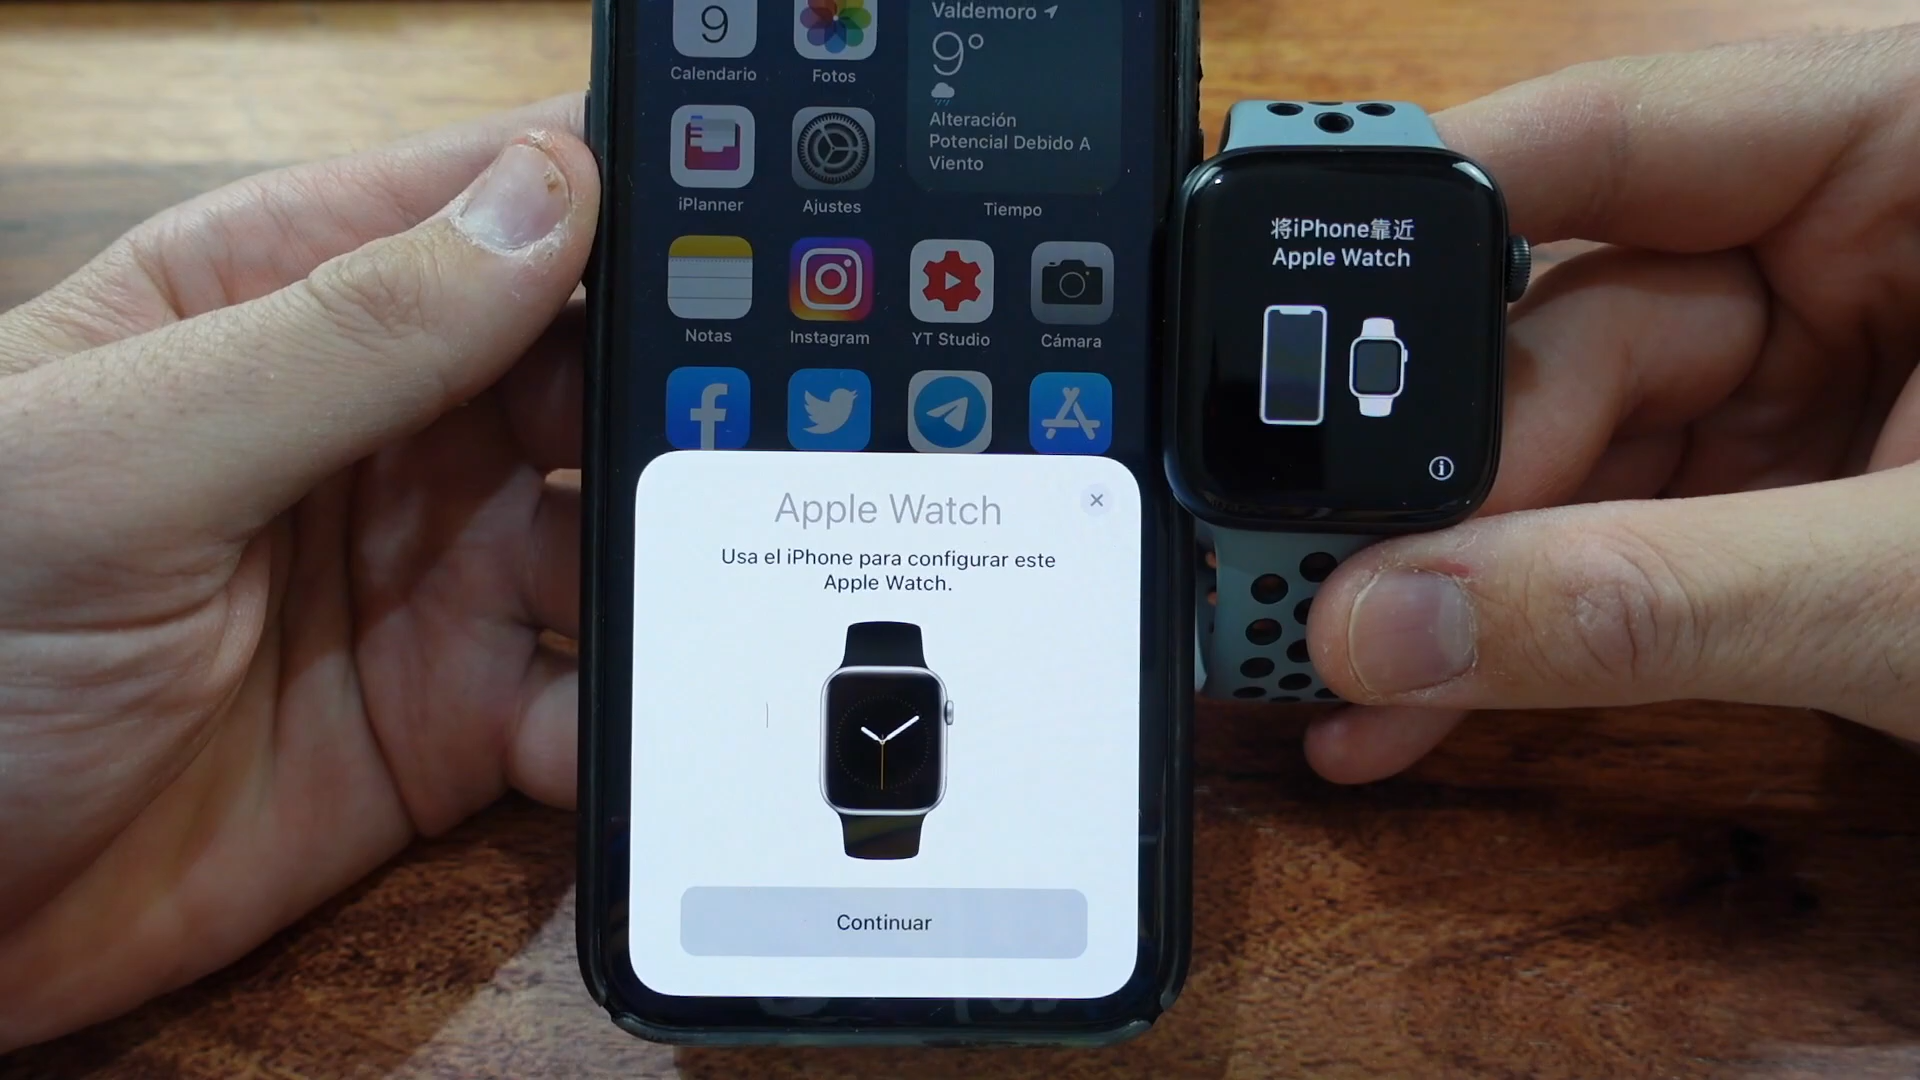 Valdemoro
9
9°
Calendario
Fotos
Alteración
Potencial Debido A
Viento
iPlanner
Ajustes
Tiempo
Notas
Instagram
YT Studio
Cámara
Apple Watch
Usa el iPhone para configurar este
Apple Watch.
Continuar
将iPhone靠近
Apple Watch